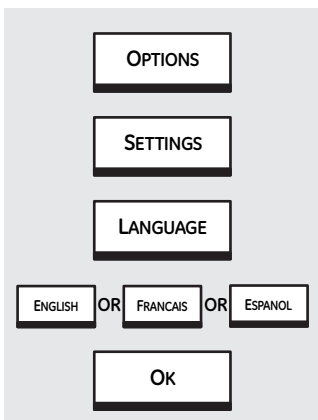 OPTIONS
SETTINGS
LANGUAGE
ENGLISH OR FRANCAIS OR ESPANOL
OK